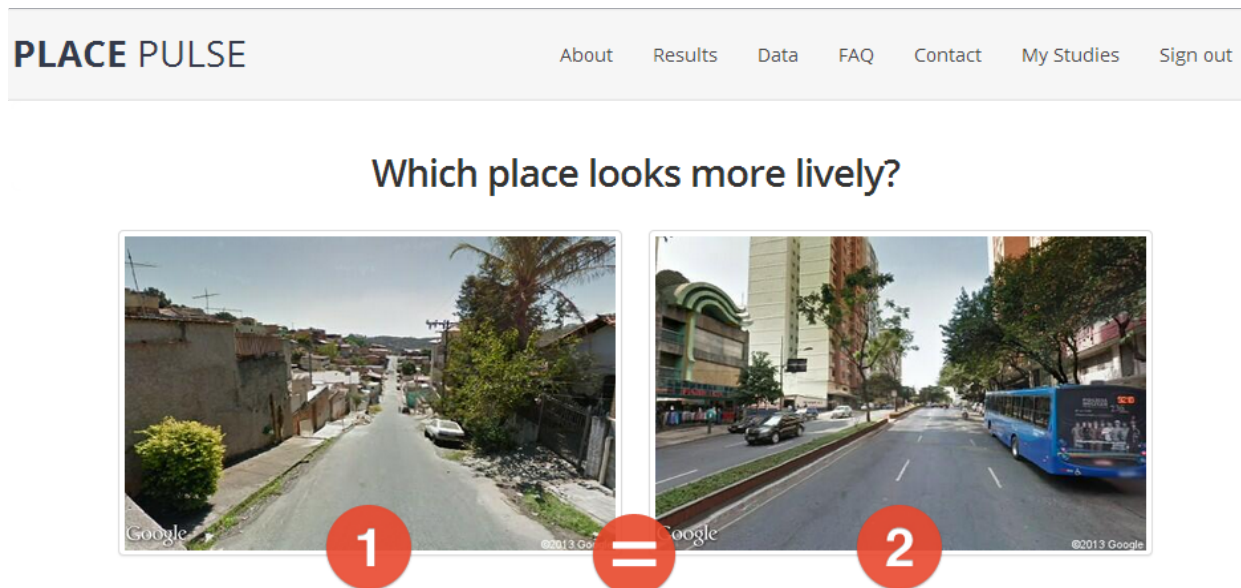 PLACE PULSE
About Results Data FAQ Contact My Studies Sign out
Which place looks more lively?
Google
©2013
1
=
Google
©2013 Google
2